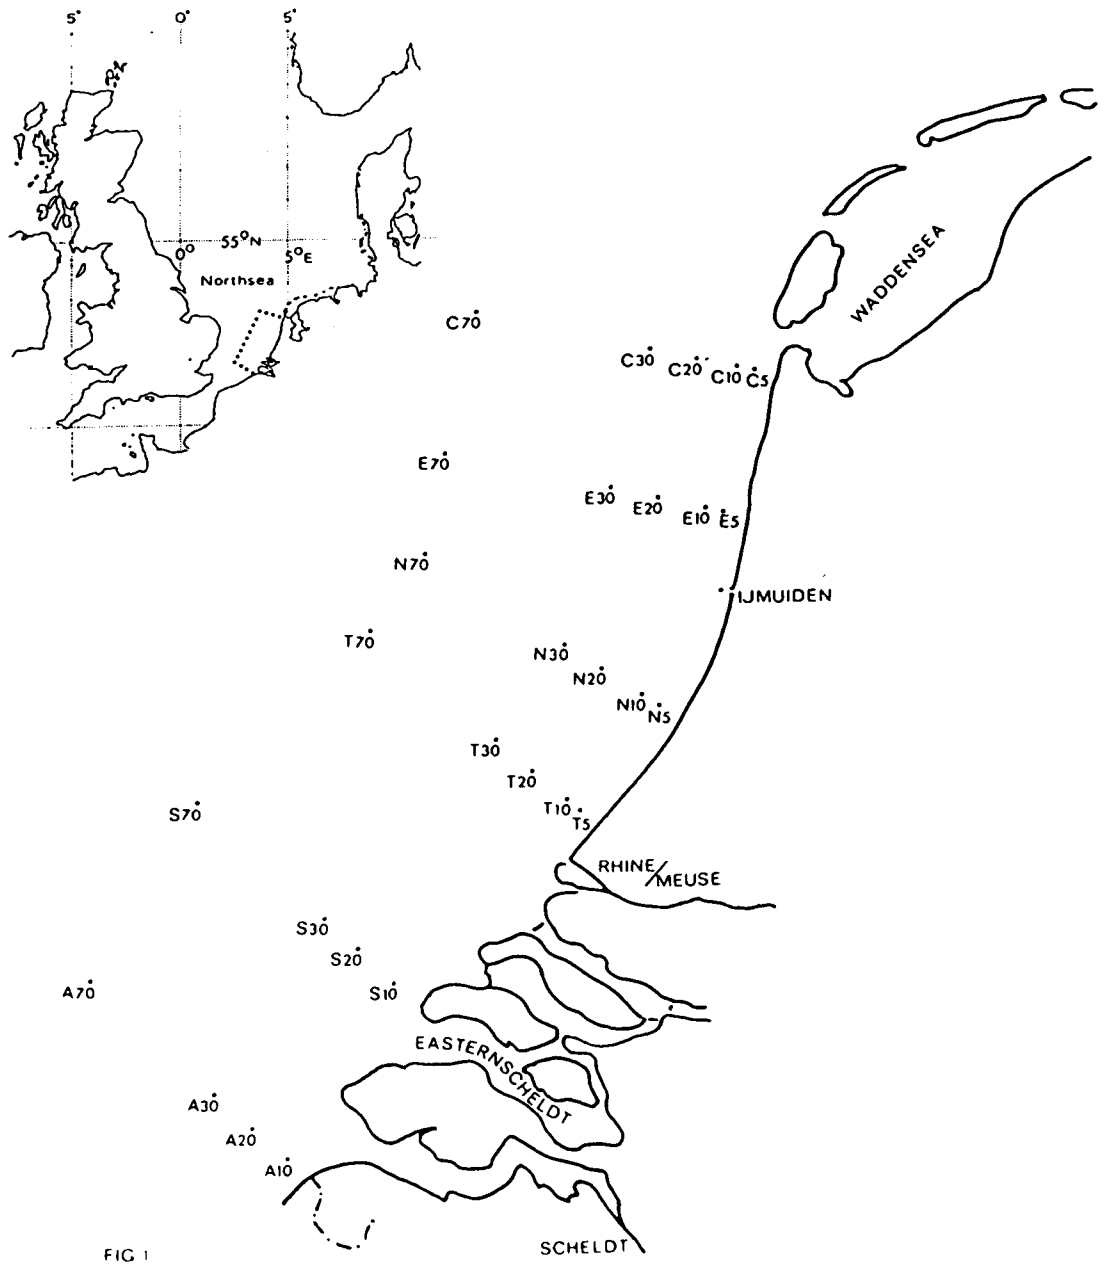 5° 0° 5°
55°N
0° 5°E
Northsea
WADDENSEA
C70 C30 C20 C10 C5
E70 E30 E20 E10 E5
N70
IJMUIDEN
T70 N30
N20
N10 N5
T30
T20
S70 T10 T5
RHINE/MEUSE
S30
S20
A70 S10
EASTERNSCHELDT
A30
A20
A10
SCHELDT
FIG 1